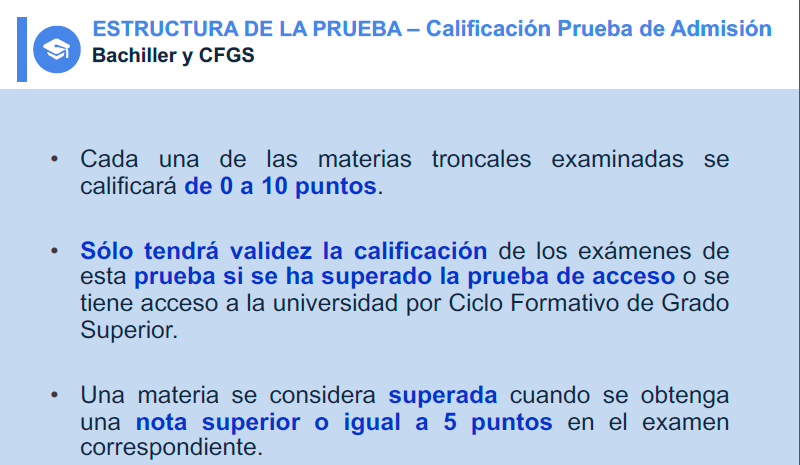 ESTRUCTURA DE LA PRUEBA – Calificación Prueba de Admisión
Bachiller y CFGS
• Cada una de las materias troncales examinadas se
calificará de 0 a 10 puntos.
• Sólo tendrá validez la calificación de los exámenes de
esta prueba si se ha superado la prueba de acceso o se
tiene acceso a la universidad por Ciclo Formativo de Grado
Superior.
• Una materia se considera superada cuando se obtenga
una nota superior o igual a 5 puntos en el examen
correspondiente.